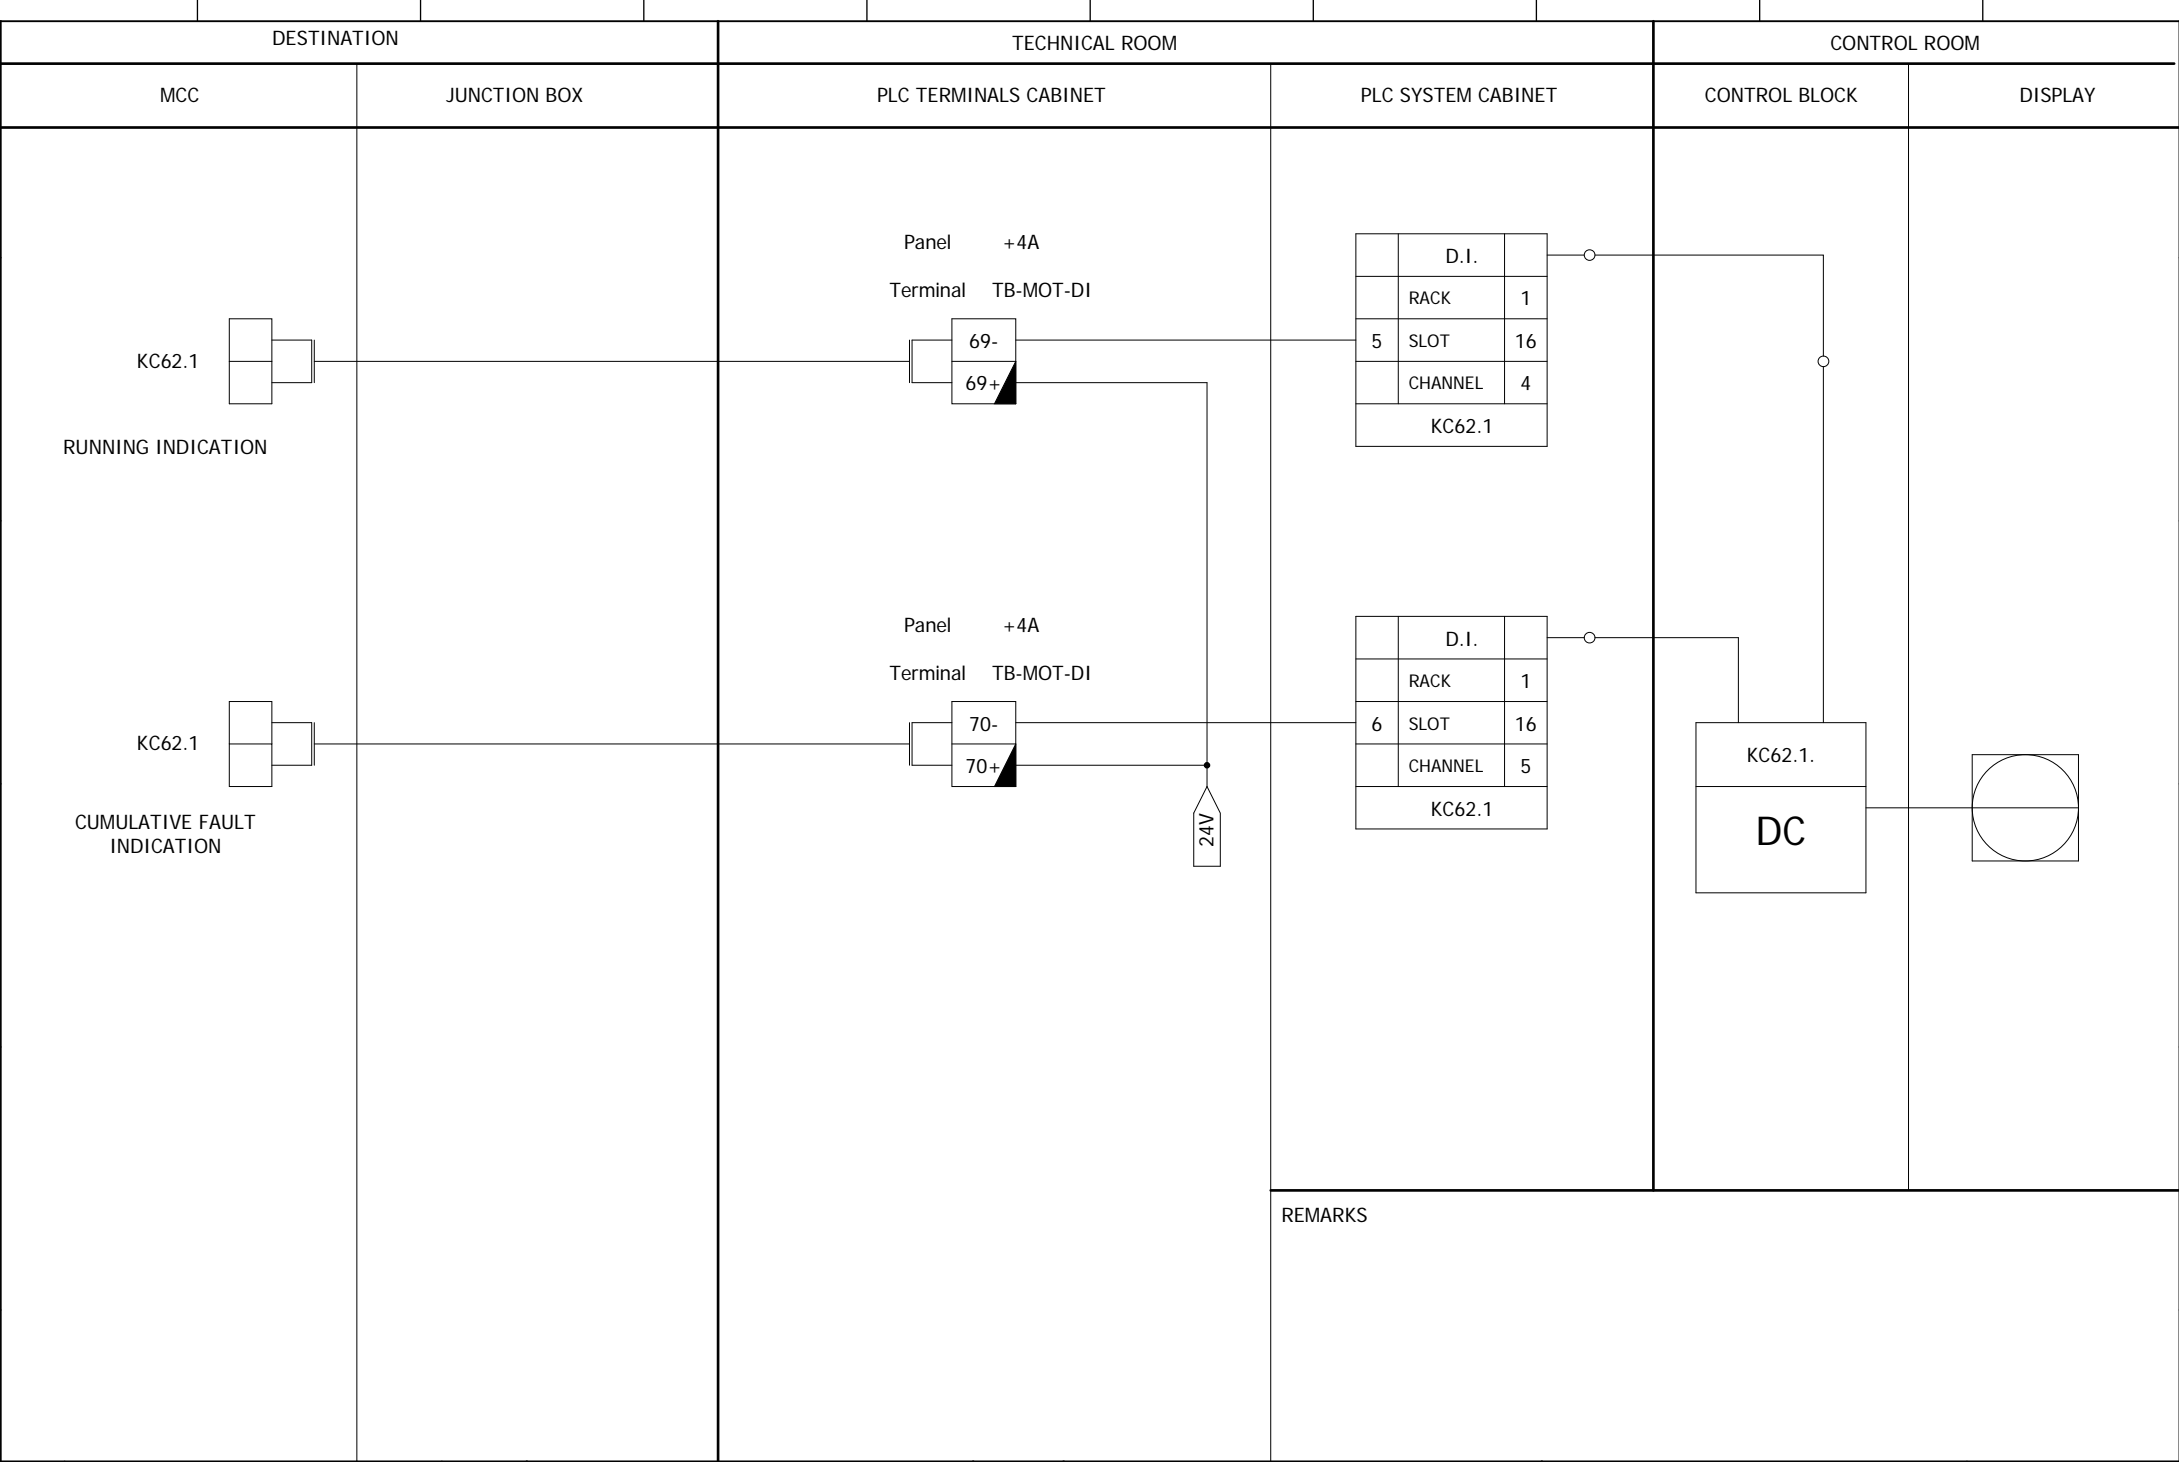 DESTINATION
TECHNICAL ROOM
CONTROL ROOM
MCC
JUNCTION BOX
PLC TERMINALS CABINET
PLC SYSTEM CABINET
CONTROL BLOCK
DISPLAY
Panel +4A
Terminal TB-MOT-DI
KC62.1
RUNNING INDICATION
69-
69+
D.I.
RACK 1
5 SLOT 16
CHANNEL 4
KC62.1
Panel +4A
Terminal TB-MOT-DI
KC62.1
CUMULATIVE FAULT
INDICATION
70-
70+
24V
D.I.
RACK 1
6 SLOT 16
CHANNEL 5
KC62.1
KC62.1.
DC
REMARKS